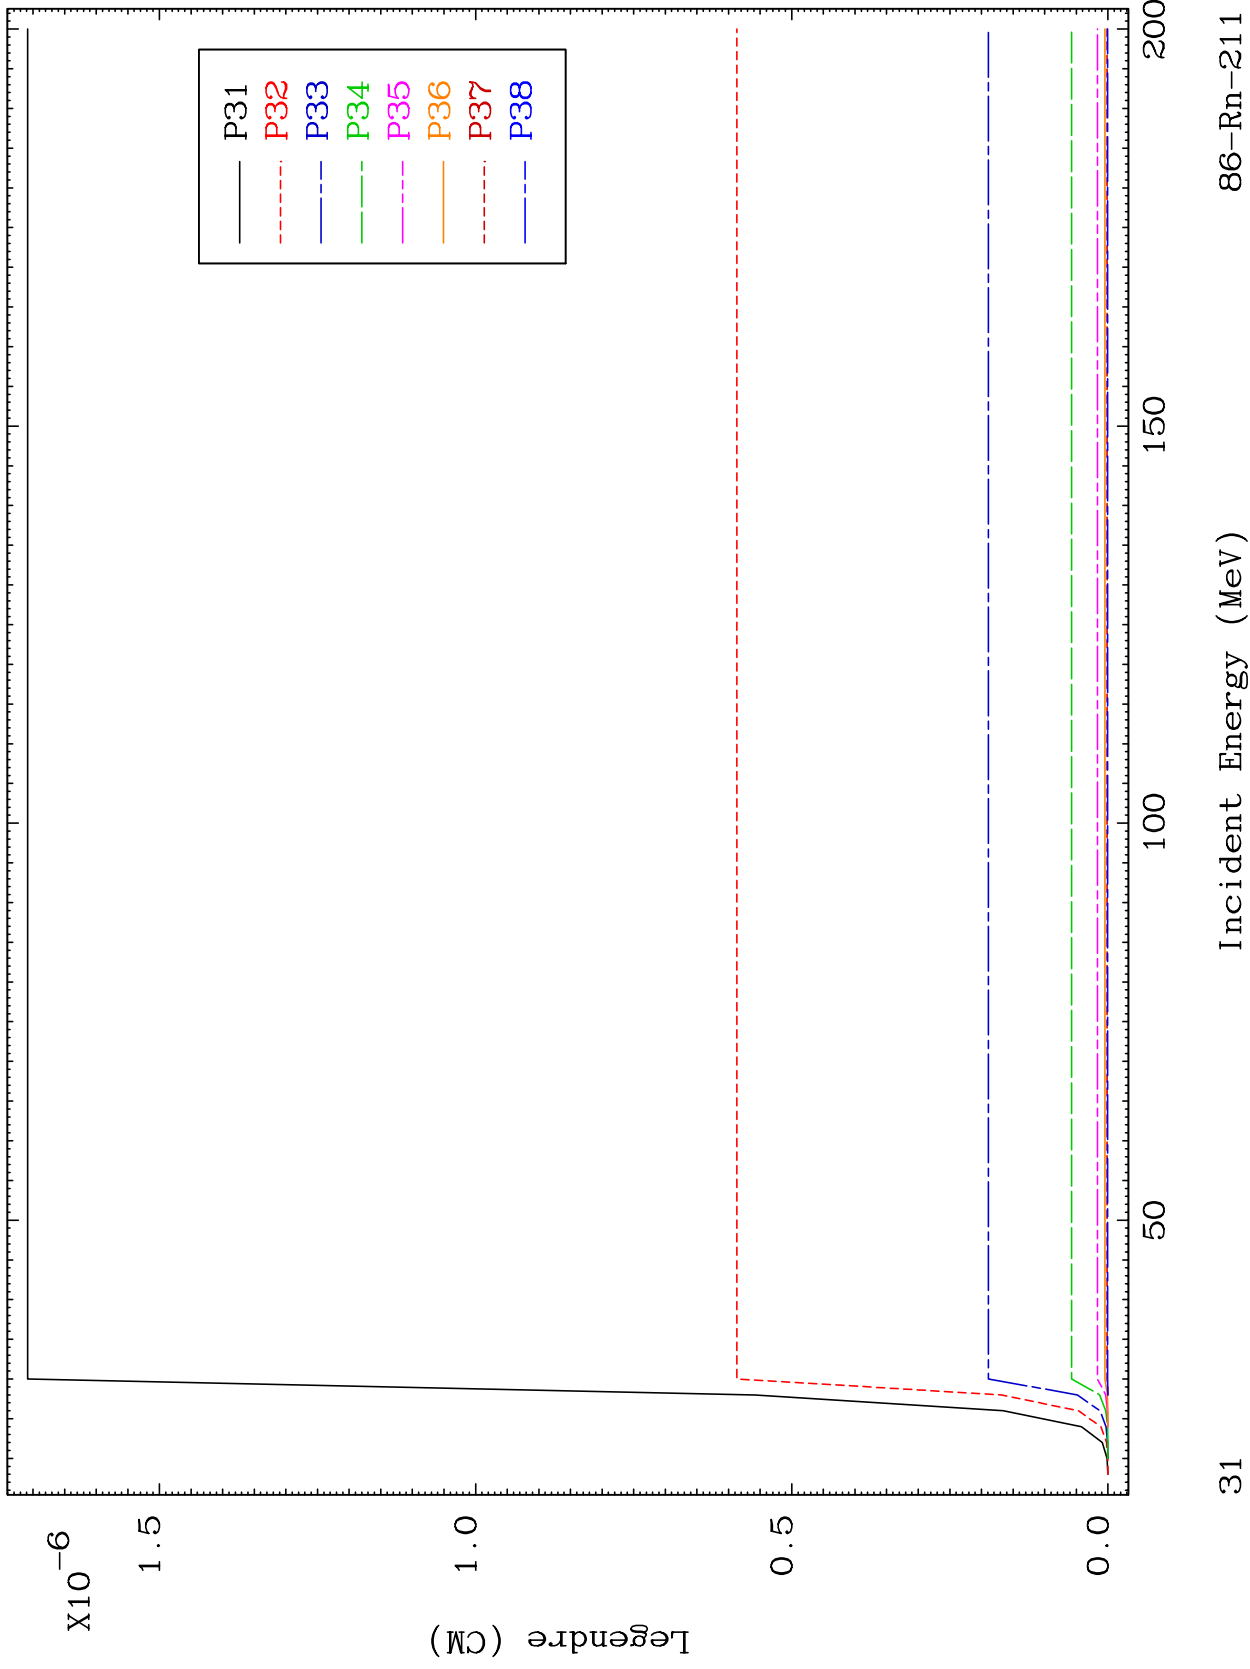 X10-6
1.5
1.0
0.5
0.0
Legendre (CM)
P31
P32
P33
P34
P35
P36
P37
P38
50
100
150
200
Incident Energy (MeV)
31
86-Rn-211